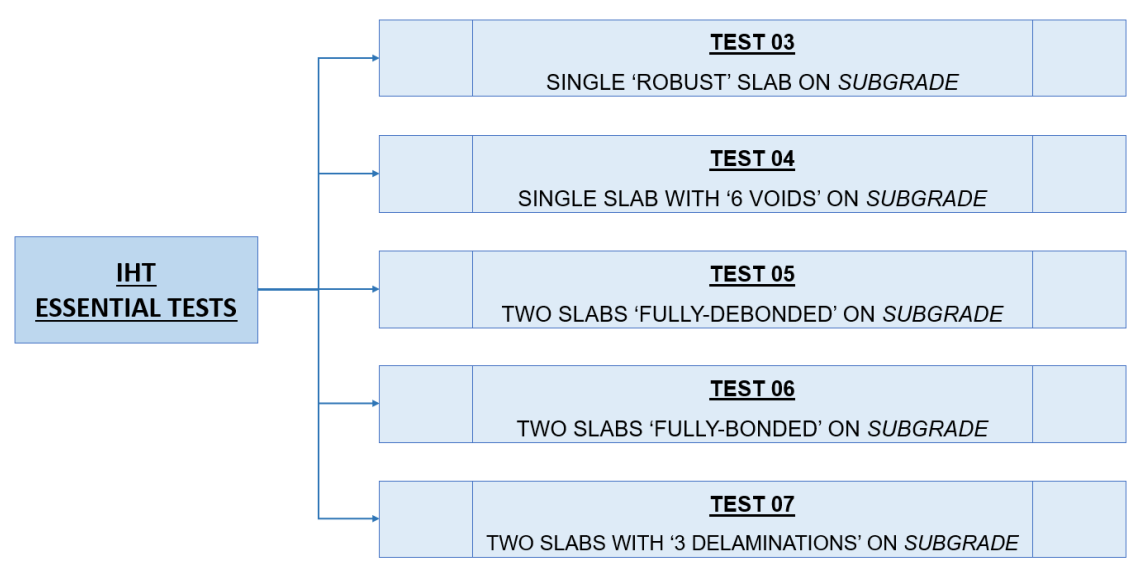 IHT
ESSENTIAL TESTS
TEST 03
SINGLE ‘ROBUST’ SLAB ON SUBGRADE
TEST 04
SINGLE SLAB WITH ‘6 VOIDS’ ON SUBGRADE
TEST 05
TWO SLABS ‘FULLY-DEBONDED’ ON SUBGRADE
TEST 06
TWO SLABS ‘FULLY-BONDED’ ON SUBGRADE
TEST 07
TWO SLABS WITH ‘3 DELAMINATIONS’ ON SUBGRADE